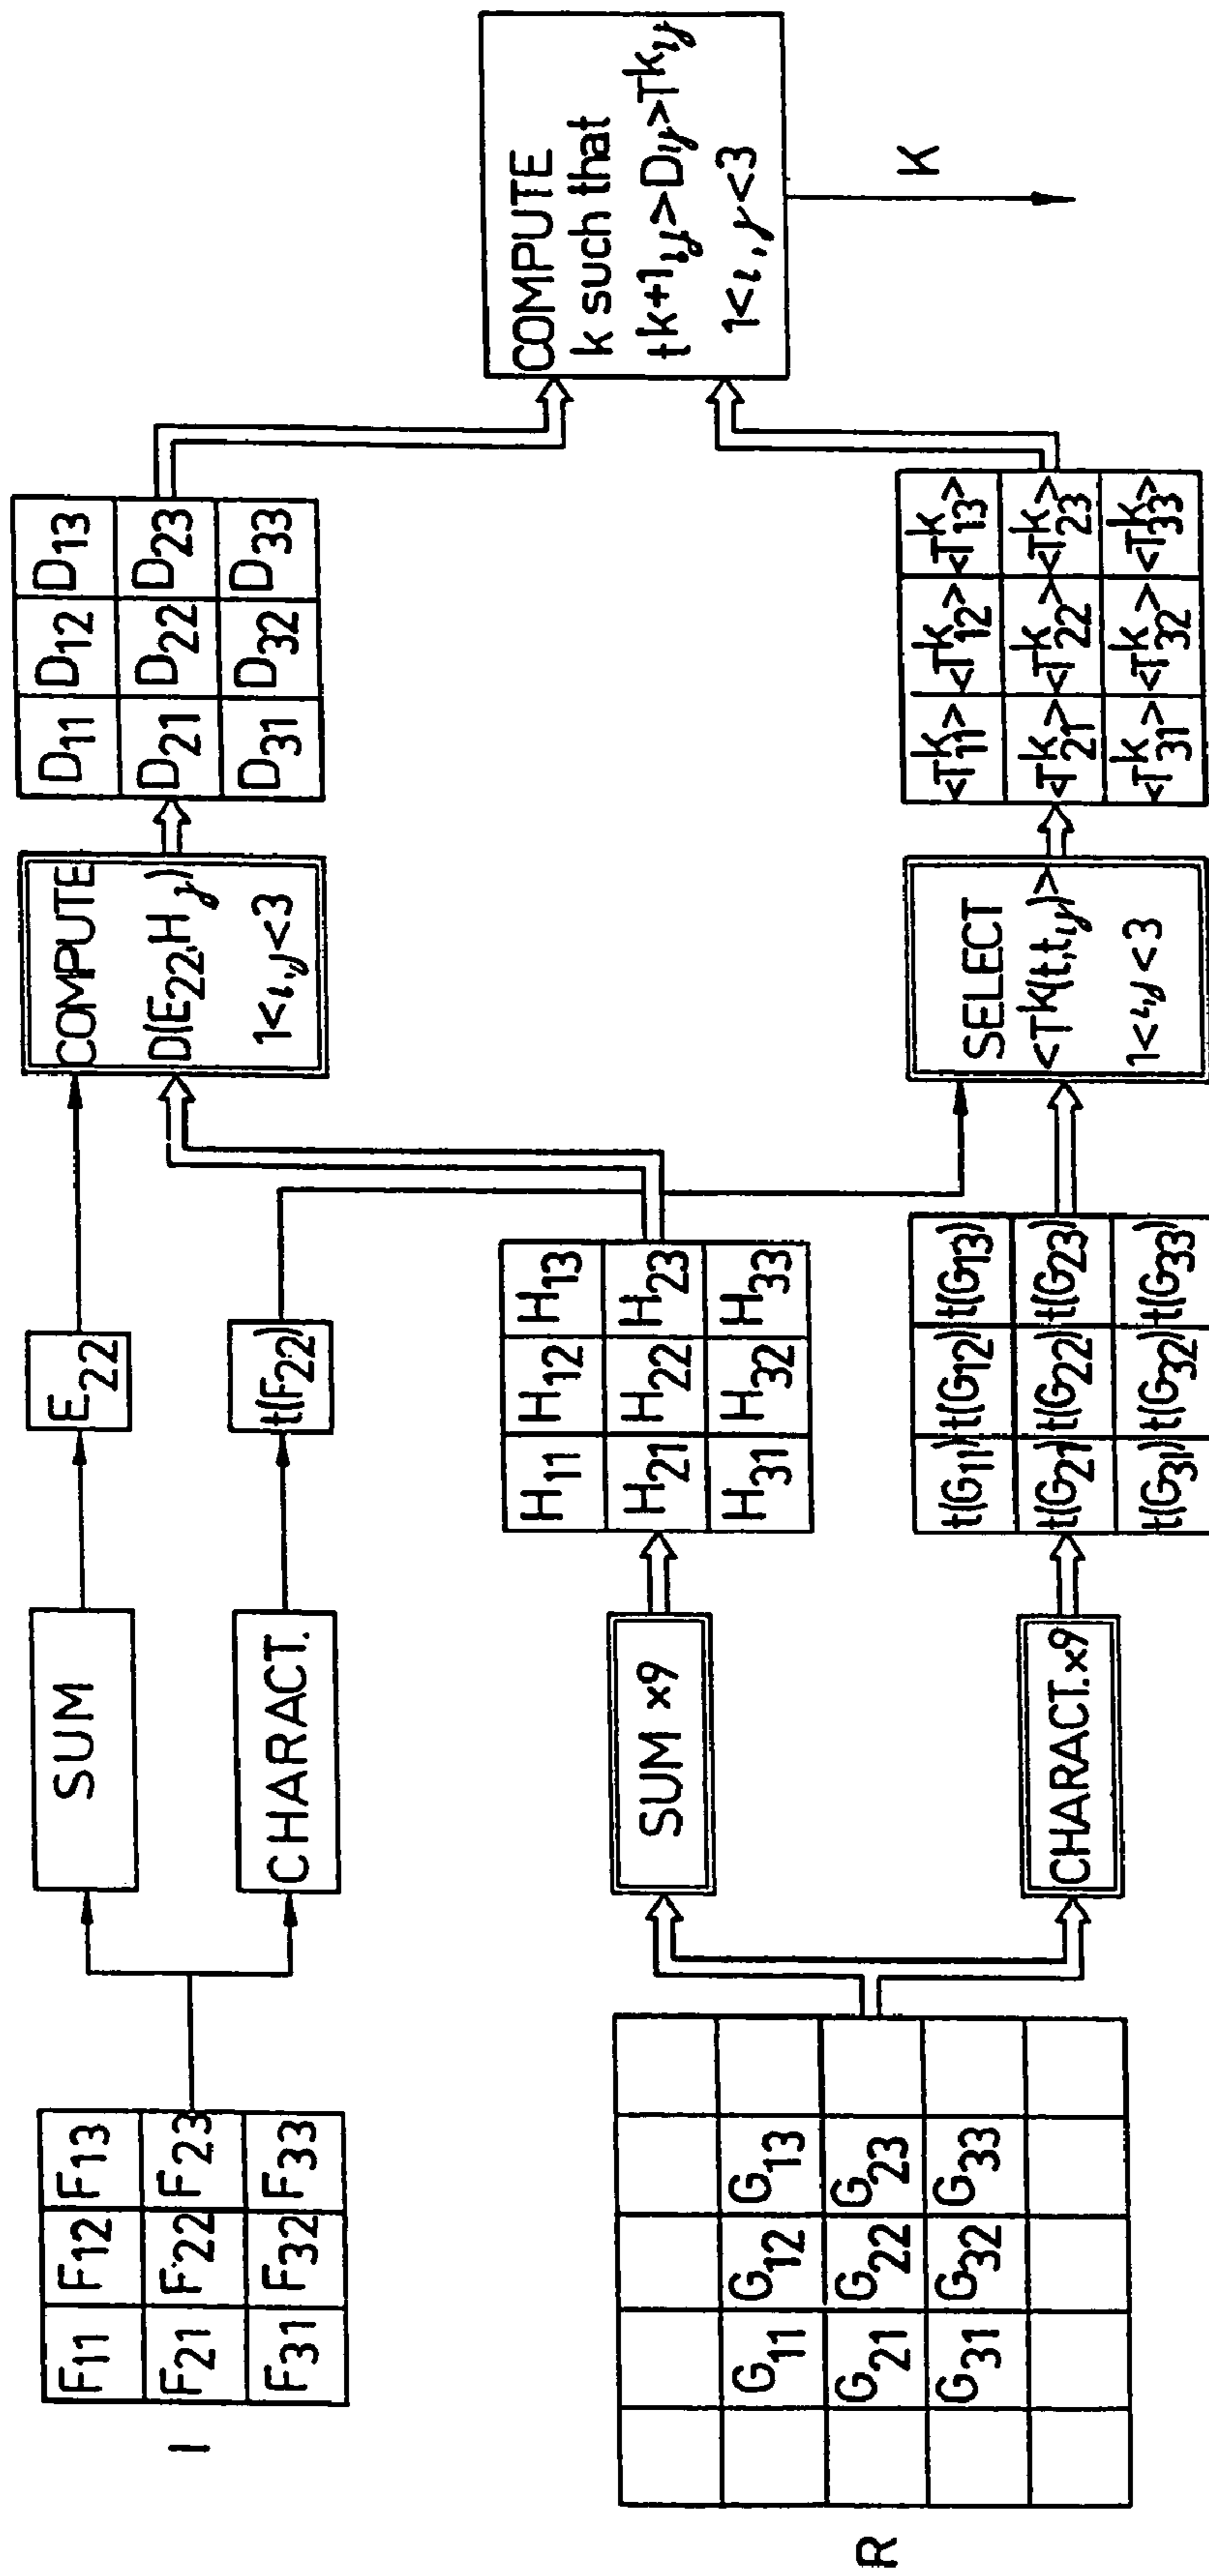 I
F11 F12 F13
F21 F22 F23
F31 F32 F33
SUM
CHARACT.
E22
t(F22)
COMPUTE
D(E22,H j)
1<i,j<3
D11 D12 D13
D21 D22 D23
D31 D32 D33
COMPUTE
k such that
tk+1ij>Dij>Tkij
1<i,j<3
K
R
G11 G12 G13
G21 G22 G23
G31 G32 G33
SUM x9
CHARACT.x9
H11 H12 H13
H21 H22 H23
H31 H32 H33
t(G11) t(G12) t(G13)
t(G21) t(G22) t(G23)
t(G31) t(G32) t(G33)
SELECT
<Tk(t,tij)>
1<i,j<3
<Tk11> <Tk12> <Tk13>
<Tk21> <Tk22> <Tk23>
<Tk31> <Tk32> <Tk33>